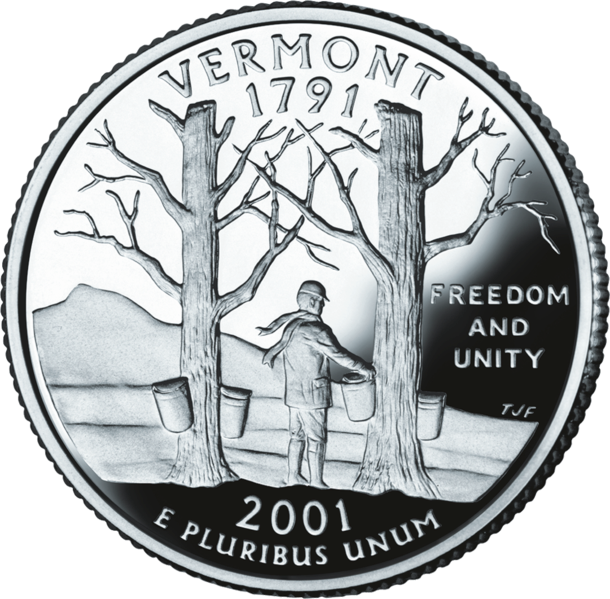 VERMONT
1791
FREEDOM
AND
UNITY
TJF
2001
E PLURIBUS UNUM